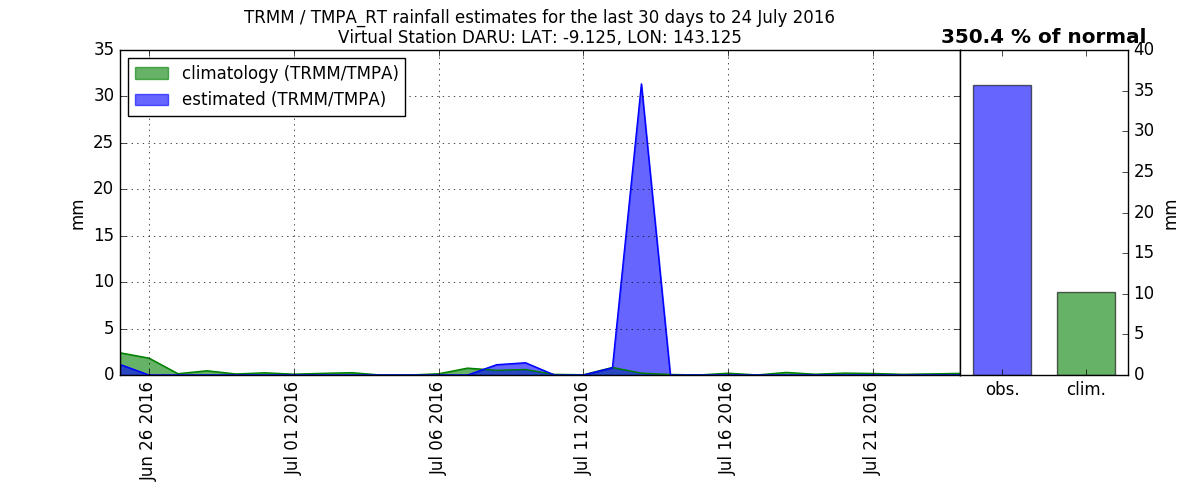 TRMM / TMPA_RT rainfall estimates for the last 30 days to 24 July 2016
Virtual Station DARU: LAT: -9.125, LON: 143.125
350.4 % of normal
climatology (TRMM/TMPA)
estimated (TRMM/TMPA)
35
30
25
20
15
10
5
0
mm
Jun 26 2016
Jul 01 2016
Jul 06 2016
Jul 11 2016
Jul 16 2016
Jul 21 2016
obs.
clim.
40
35
30
25
20
15
10
5
0
mm